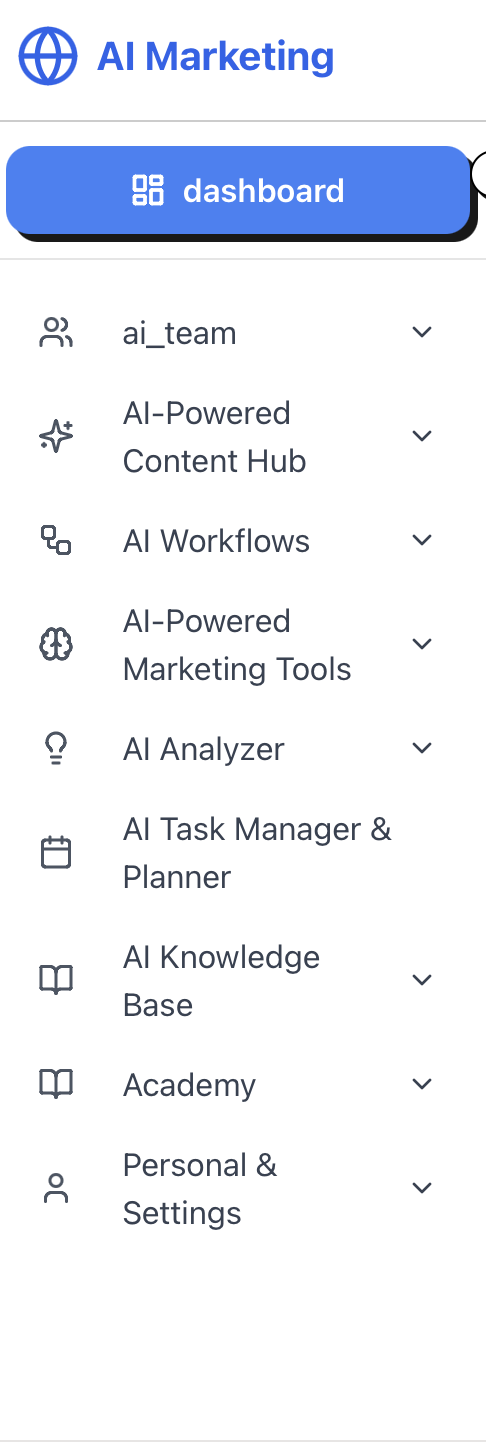 AI Marketing
dashboard
ai_team
AI-Powered
Content Hub
AI Workflows
AI-Powered
Marketing Tools
AI Analyzer
AI Task Manager &
Planner
AI Knowledge
Base
Academy
Personal &
Settings